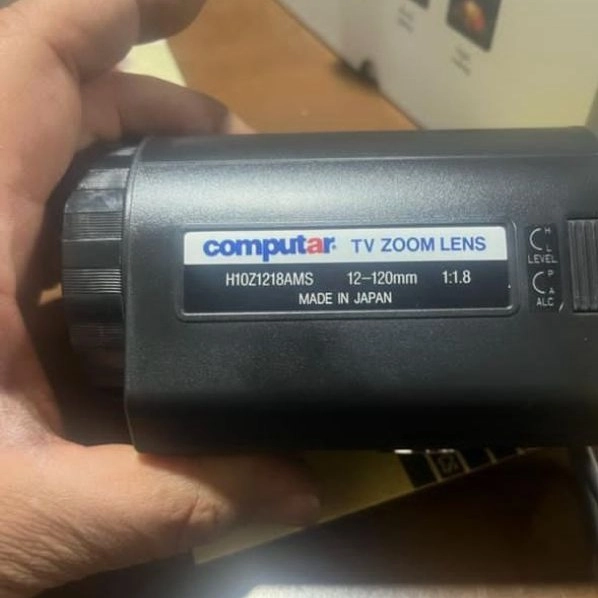 computar. TV ZOOM LENS
H10Z1218AMS 12–120mm 1:1.8
MADE IN JAPAN
H
L
LEVEL
P
A
ALC